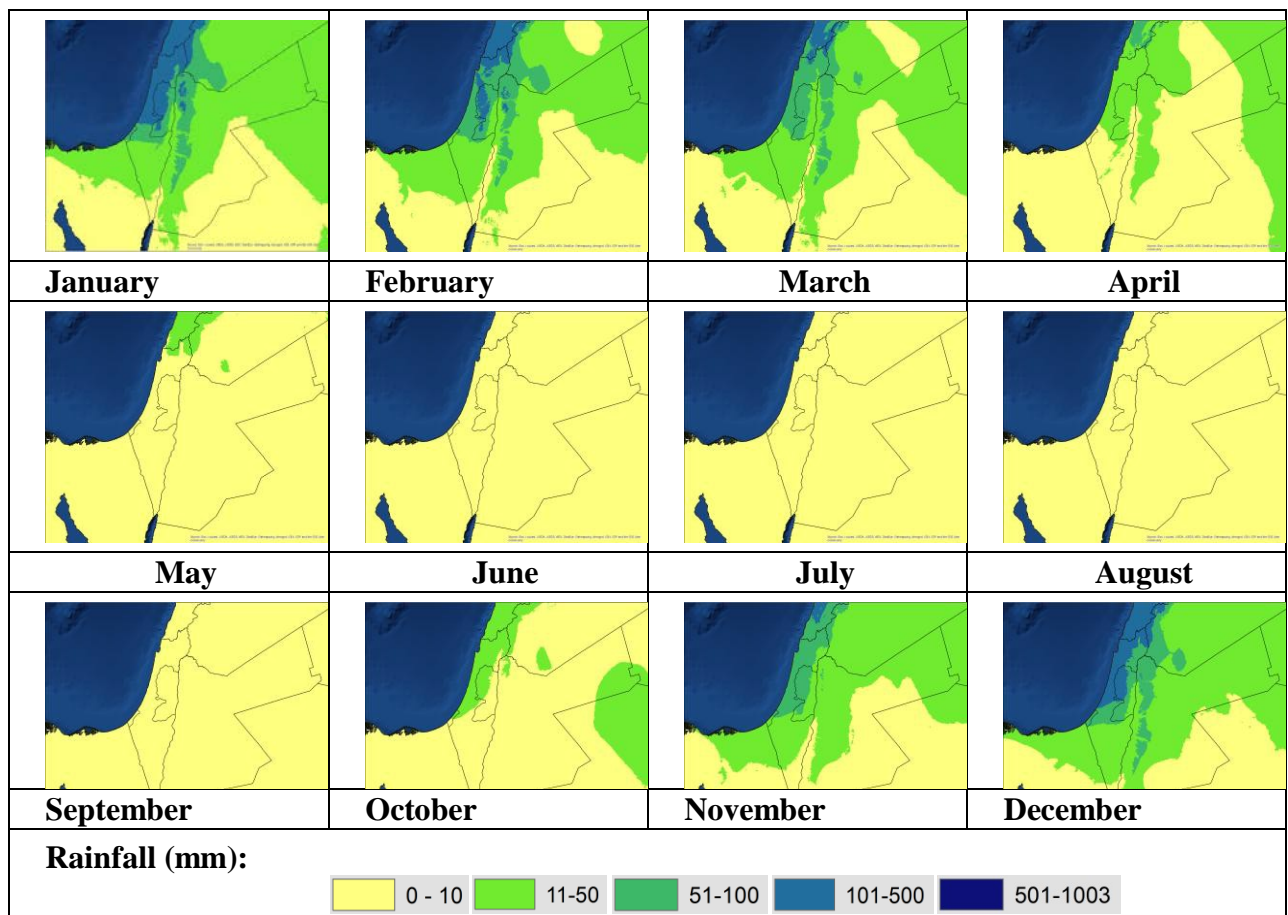 January February March April
May June July August
September October November December
Rainfall (mm):
0 - 10 11-50 51-100 101-500 501-1003